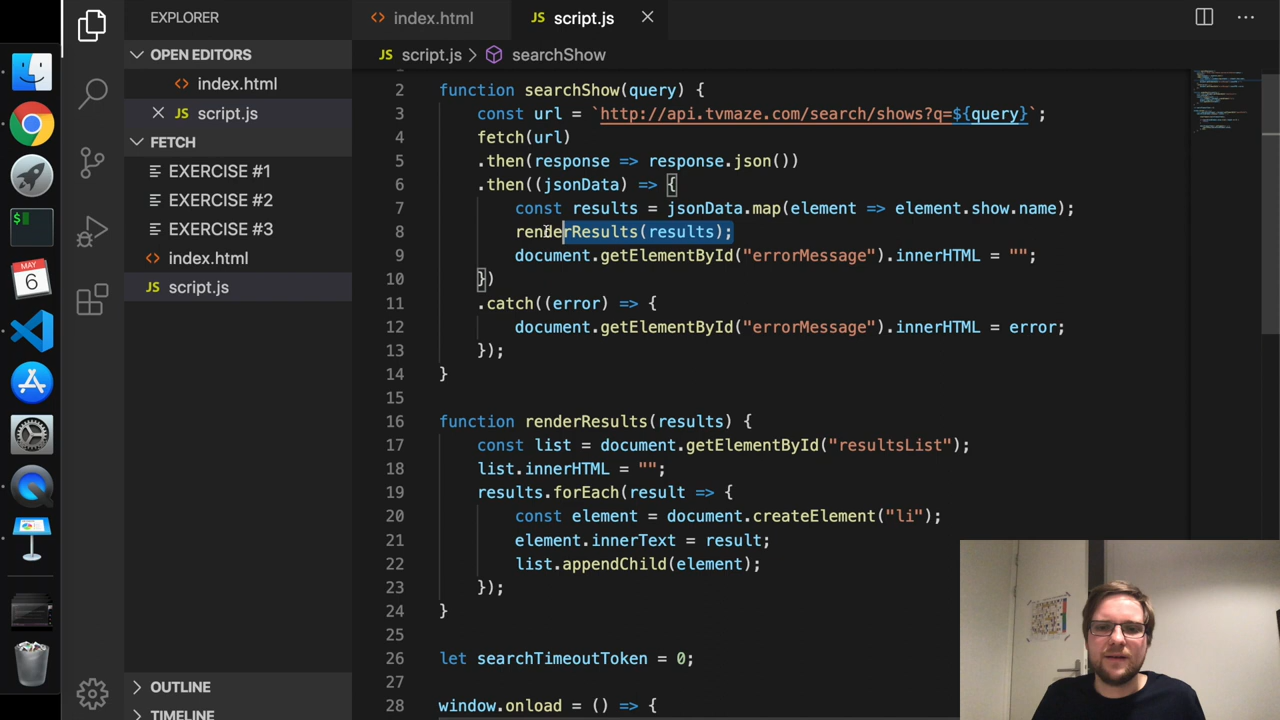 EXPLORER
OPEN EDITORS
index.html
JS script.js
FETCH
EXERCISE #1
EXERCISE #2
EXERCISE #3
index.html
JS script.js
OUTLINE
TIMELINE
$
MAY
6
index.html
JS script.js
JS script.js > searchShow
2 function searchShow(query) {
3 const url = `http://api.tvmaze.com/search/shows?q=${query}`;
4 fetch(url)
5 .then(response => response.json())
6 .then((jsonData) => {
7 const results = jsonData.map(element => element.show.name);
8 renderResults(results);
9 document.getElementById("errorMessage").innerHTML = "";
10 })
11 .catch((error) => {
12 document.getElementById("errorMessage").innerHTML = error;
13 });
14 }
15
16 function renderResults(results) {
17 const list = document.getElementById("resultsList");
18 list.innerHTML = "";
19 results.forEach(result => {
20 const element = document.createElement("li");
21 element.innerText = result;
22 list.appendChild(element);
23 });
24 }
25
26 let searchTimeoutToken = 0;
27
28 window.onload = () => {